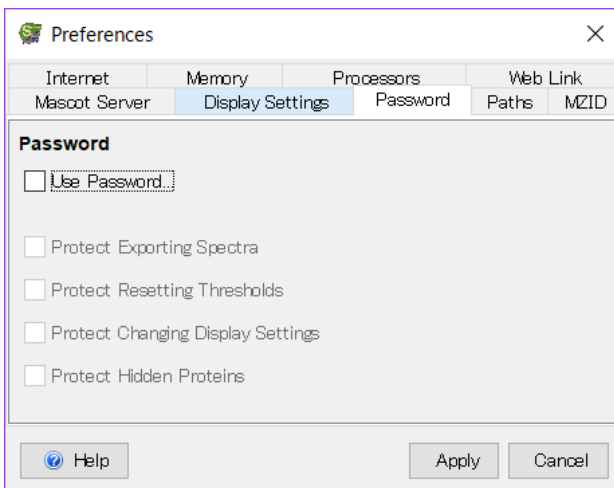 Preferences
Internet Memory Processors Web Link
Mascot Server Display Settings Password Paths MZID
Password
Use Password...
Protect Exporting Spectra
Protect Resetting Thresholds
Protect Changing Display Settings
Protect Hidden Proteins
Help Apply Cancel